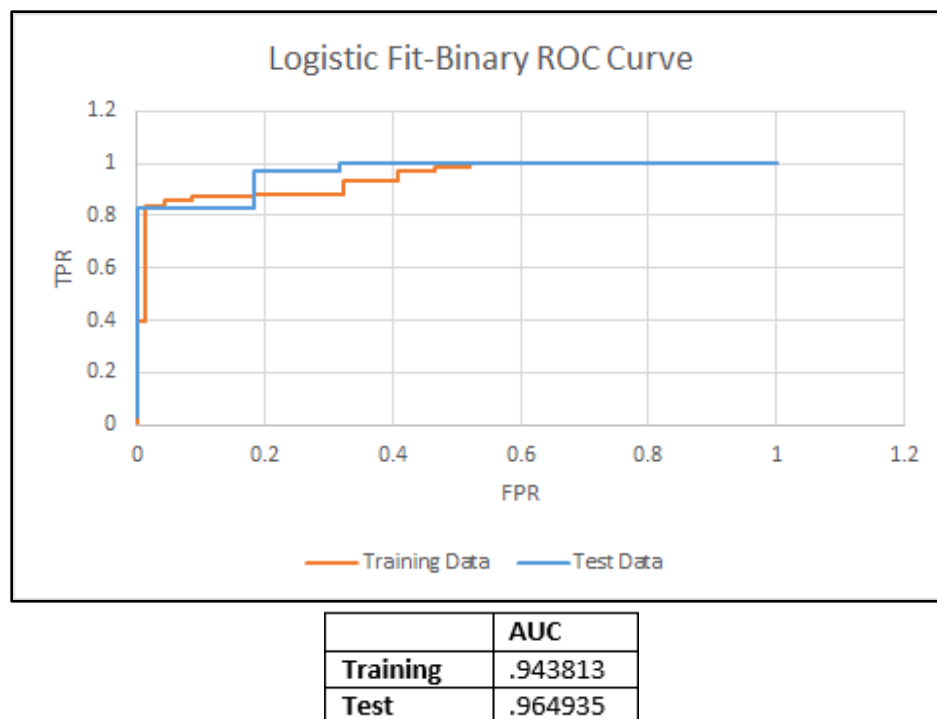 Logistic Fit-Binary ROC Curve
1.2
1
0.8
0.6
0.4
0.2
0
TPR
0 0.2 0.4 0.6 0.8 1 1.2
FPR
Training Data Test Data
AUC
Training .943813
Test .964935